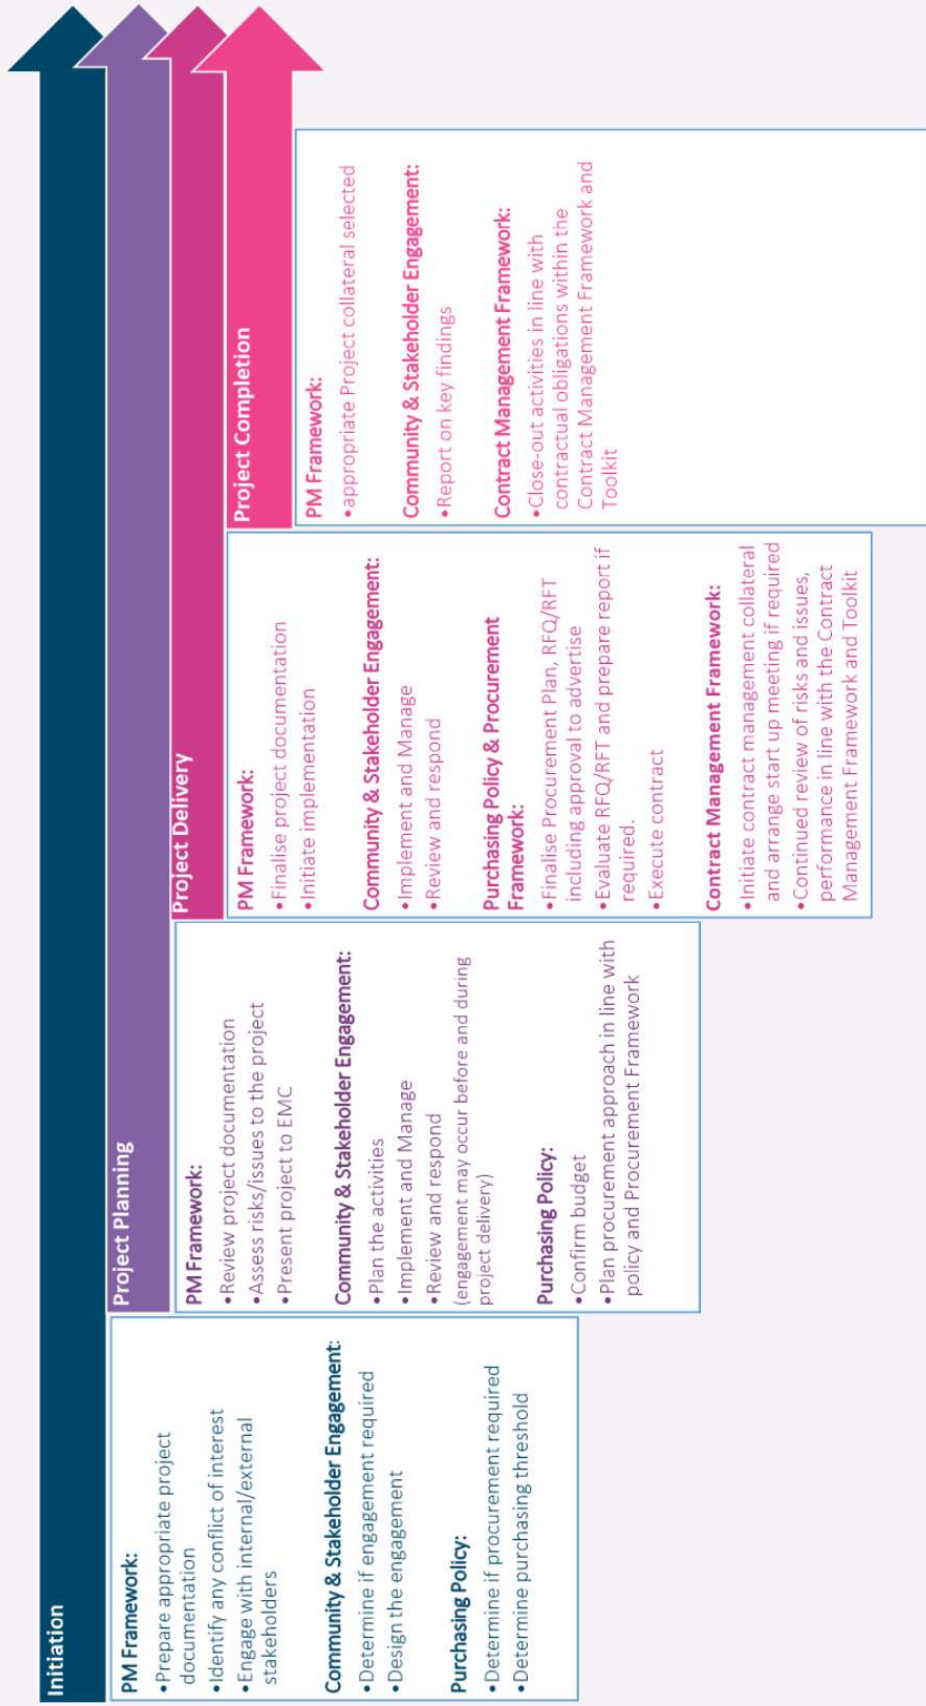 Initiation
PM Framework:
• Prepare appropriate project
documentation
• Identify any conflict of interest
• Engage with internal/external
stakeholders
Community & Stakeholder Engagement:
• Determine if engagement required
• Design the engagement
Purchasing Policy:
• Determine if procurement required
• Determine purchasing threshold
Project Planning
PM Framework:
• Review project documentation
• Assess risks/issues to the project
• Present project to EMC
Community & Stakeholder Engagement:
• Plan the activities
• Implement and Manage
• Review and respond
(engagement may occur before and during
project delivery)
Purchasing Policy:
• Confirm budget
• Plan procurement approach in line with
policy and Procurement Framework
Project Delivery
PM Framework:
• Finalise project documentation
• Initiate implementation
Community & Stakeholder Engagement:
• Implement and Manage
• Review and respond
Purchasing Policy & Procurement
Framework:
• Finalise Procurement Plan, RFQ/RFT
including approval to advertise
• Evaluate RFQ/RFT and prepare report if
required.
• Execute contract
Contract Management Framework:
• Initiate contract management collateral
and arrange start up meeting if required
• Continued review of risks and issues,
performance in line with the Contract
Management Framework and Toolkit
Project Completion
PM Framework:
• appropriate Project collateral selected
Community & Stakeholder Engagement:
• Report on key findings
Contract Management Framework:
• Close-out activities in line with
contractual obligations within the
Contract Management Framework and
Toolkit